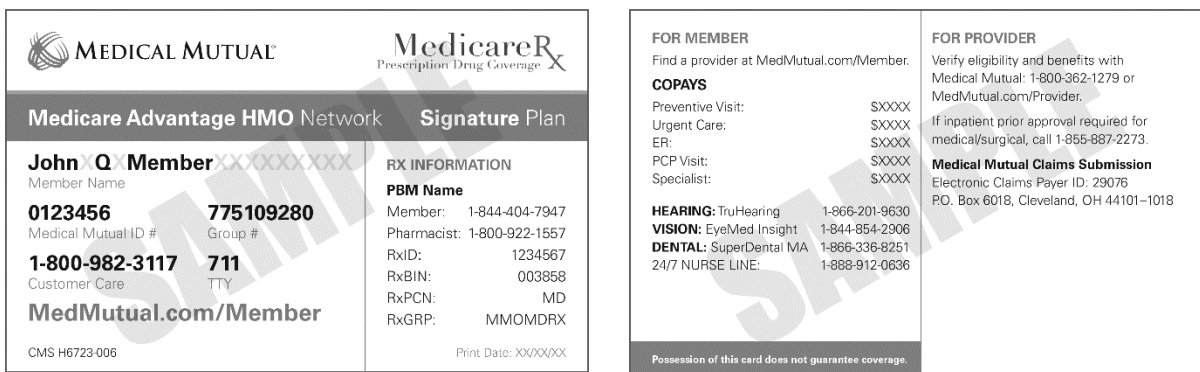 MEDICAL MUTUAL®
MedicareRx
Prescription Drug Coverage
Medicare Advantage HMO Network Signature Plan
JohnXQXMemberXXXXXXXXX
Member Name
0123456 775109280
Medical Mutual ID # Group #
1-800-982-3117 711
Customer Care TTY
MedMutual.com/Member
CMS H6723-006
RX INFORMATION
PBM Name
Member: 1-844-404-7947
Pharmacist: 1-800-922-1557
RxID: 1234567
RxBIN: 003858
RxPCN: MD
RxGRP: MMOMDRX
Print Date: XX/XX/XX
SAMPLE
FOR MEMBER
Find a provider at MedMutual.com/Member.
COPAYS
Preventive Visit: $XXXX
Urgent Care: $XXXX
ER: $XXXX
PCP Visit: $XXXX
Specialist: $XXXX
HEARING: TruHearing 1-866-201-9630
VISION: EyeMed Insight 1-844-854-2906
DENTAL: SuperDental MA 1-866-336-8251
24/7 NURSE LINE: 1-888-912-0636
Possession of this card does not guarantee coverage.
FOR PROVIDER
Verify eligibility and benefits with
Medical Mutual: 1-800-362-1279 or
MedMutual.com/Provider.
If inpatient prior approval required for
medical/surgical, call 1-855-887-2273.
Medical Mutual Claims Submission
Electronic Claims Payer ID: 29076
P.O. Box 6018, Cleveland, OH 44101–1018
SAMPLE